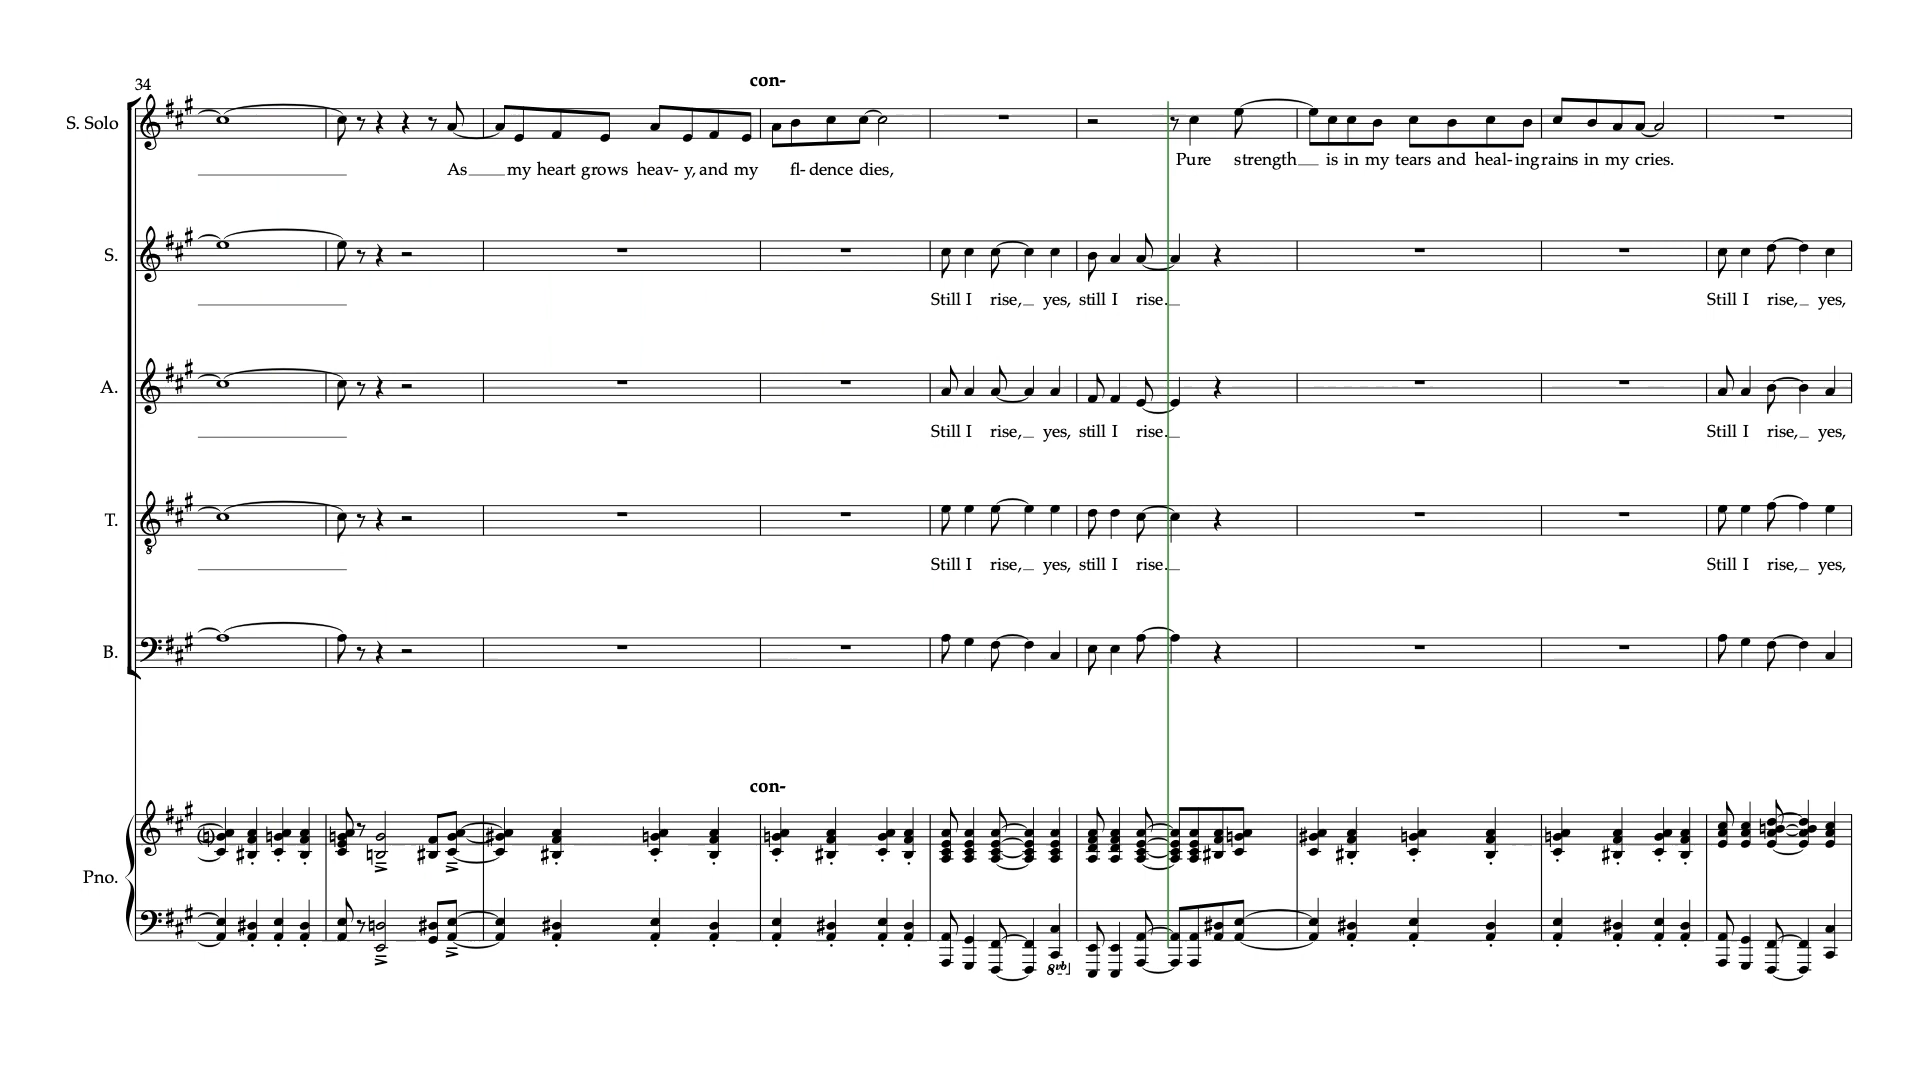 con-
34
S. Solo
As my heart grows heav- y, and my fl- dence dies, Pure strength is in my tears and heal- ing rains in my cries.
S.
Still I rise, yes, still I rise. Still I rise, yes,
A.
Still I rise, yes, still I rise. Still I rise, yes,
T.
Still I rise, yes, still I rise. Still I rise, yes,
B.
con-
Pno.
8vb